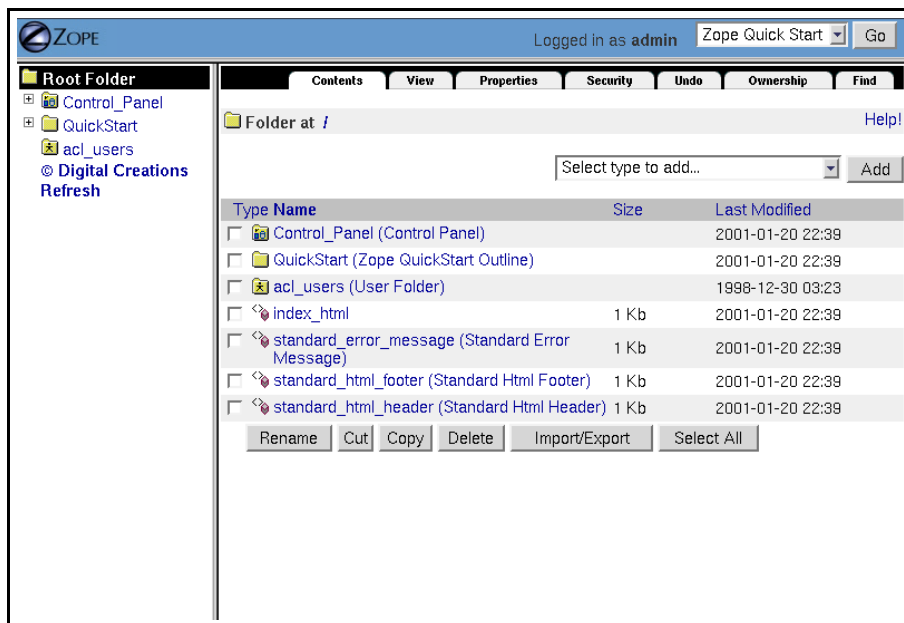 ZOPE
Logged in as admin
Zope Quick Start
Go
Root Folder
Control_Panel
QuickStart
acl_users
© Digital Creations
Refresh
Contents View Properties Security Undo Ownership Find
Folder at /
Help!
Select type to add...
Add
Type Name Size Last Modified
Control_Panel (Control Panel) 2001-01-20 22:39
QuickStart (Zope QuickStart Outline) 2001-01-20 22:39
acl_users (User Folder) 1998-12-30 03:23
index_html 1 Kb 2001-01-20 22:39
standard_error_message (Standard Error
Message) 1 Kb 2001-01-20 22:39
standard_html_footer (Standard Html Footer) 1 Kb 2001-01-20 22:39
standard_html_header (Standard Html Header) 1 Kb 2001-01-20 22:39
Rename Cut Copy Delete Import/Export Select All